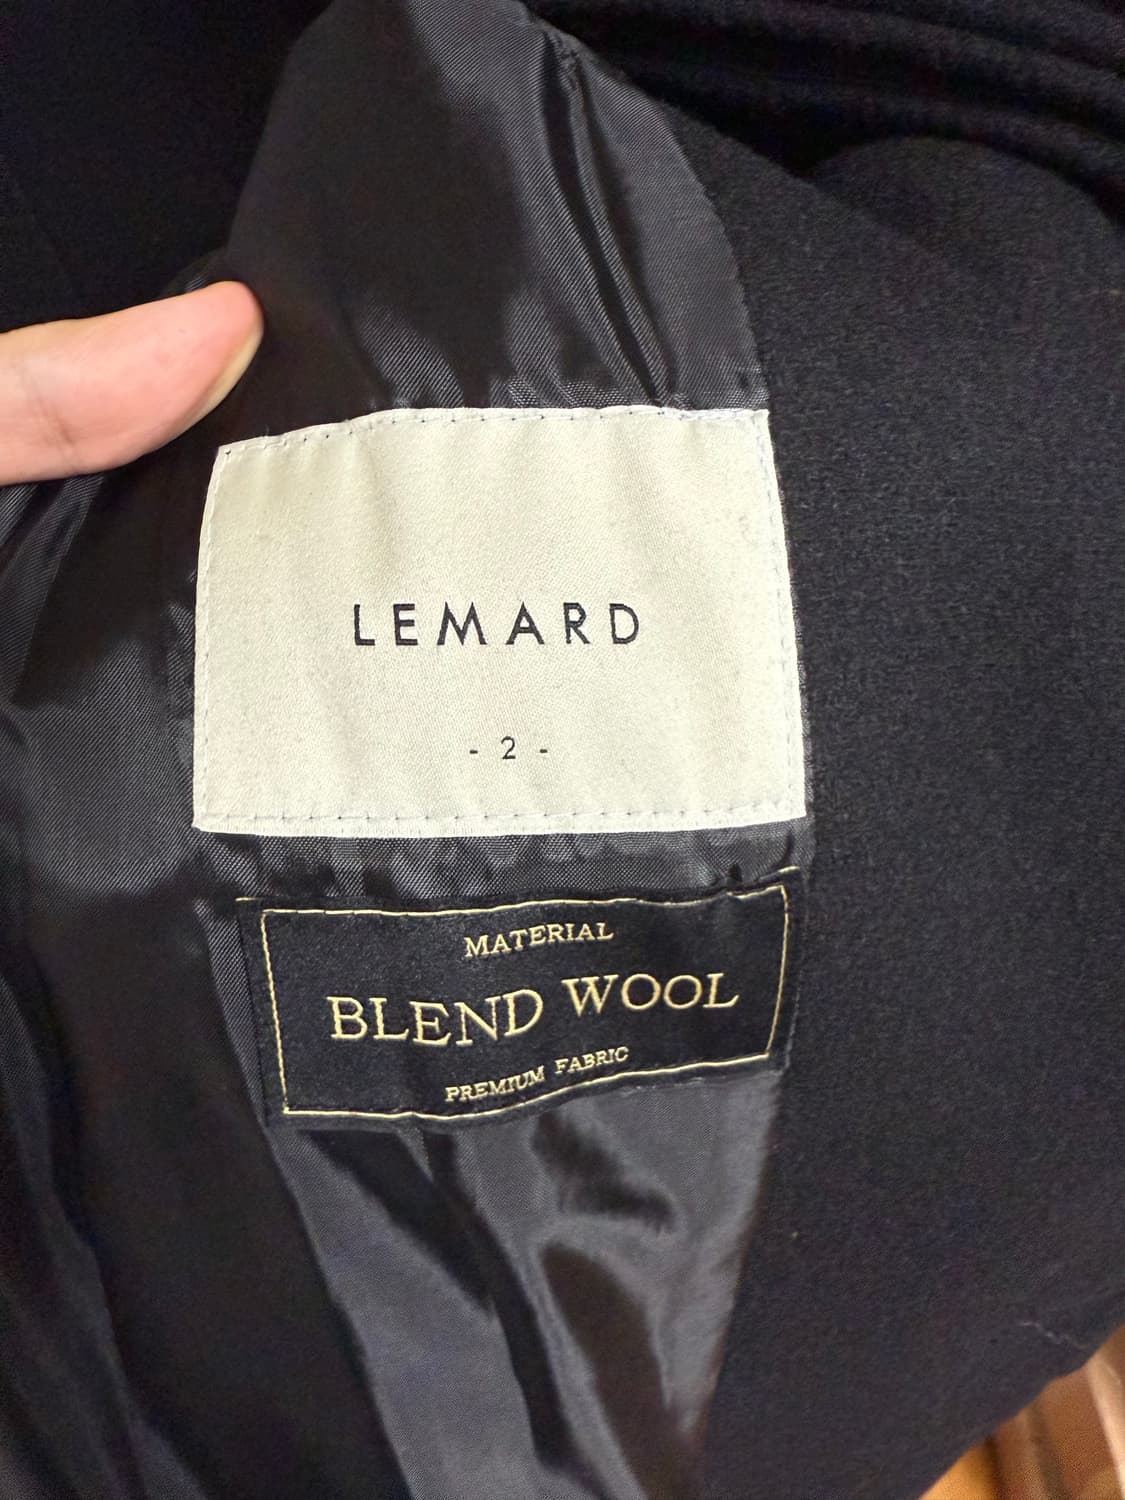 LEMARD
- 2 -
MATERIAL
BLEND WOOL
PREMIUM FABRIC